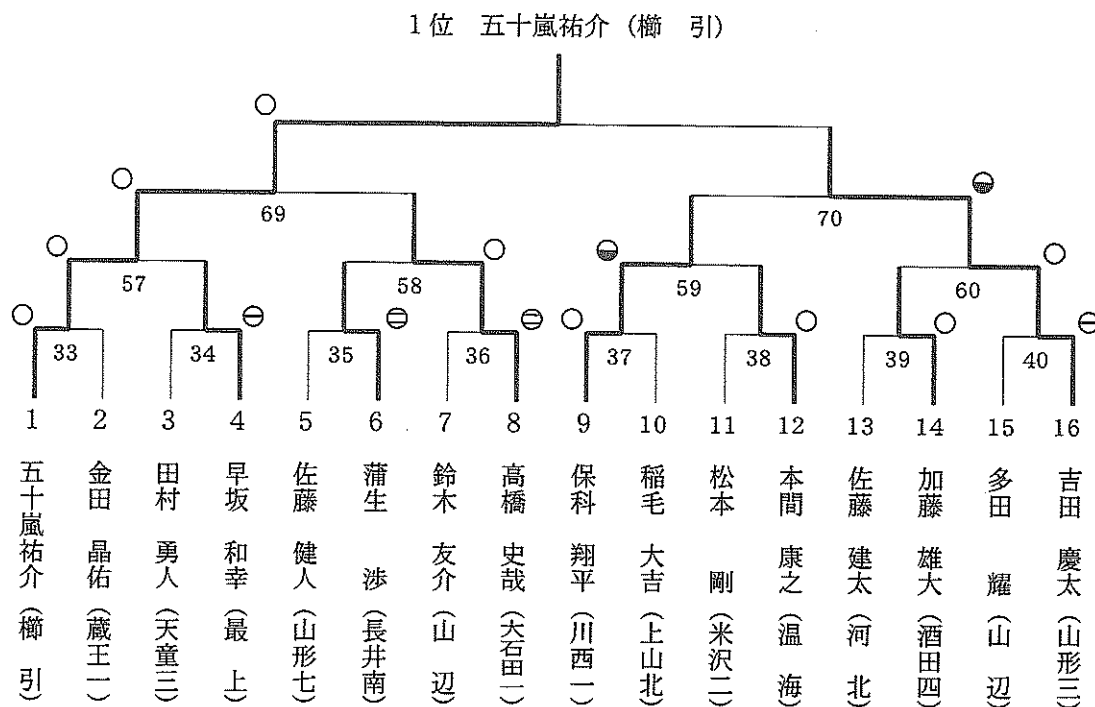 1位 五十嵐祐介 (櫛 引)
69
70
57
58
59
60
33
34
35
36
37
38
39
40
1
2
3
4
5
6
7
8
9
10
11
12
13
14
15
16
五十嵐祐介(櫛 引)
金田 晶佑(蔵王一)
田村 勇人(天童三)
早坂 和幸(最 上)
佐藤 健人(山形七)
蒲生 渉(長井南)
鈴木 友介(山 辺)
高橋 史哉(大石田一)
保科 翔平(川西一)
稲毛 大吉(上山北)
松本 剛(米沢二)
本間 康之(温 海)
佐藤 建太(河 北)
加藤 雄大(酒田四)
多田 耀(山 辺)
吉田 慶太(山形三)